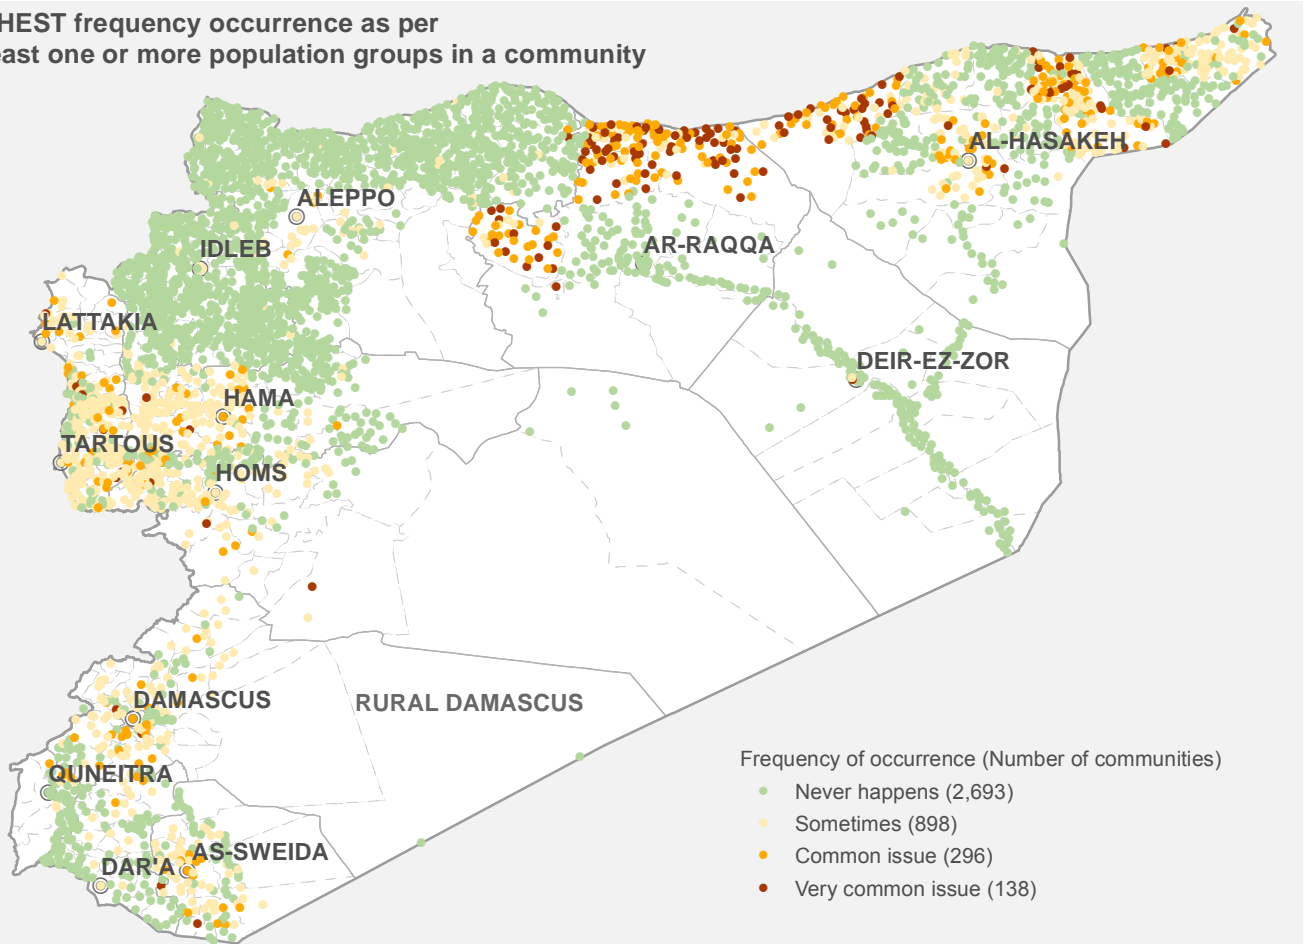 frequency occurrence as per
one or more population groups in a community
ALEPPO
AL-HASAKEH
IDLEB
AR-RAQQA
LATTAKIA
DEIR-EZ-ZOR
HAMA
TARTOUS
HOMS
DAMASCUS
RURAL DAMASCUS
QUNEITRA
AS-SWEIDA
DAR'A
Frequency of occurrence (Number of communities)
Never happens (2,693)
Sometimes (898)
Common issue (296)
Very common issue (138)